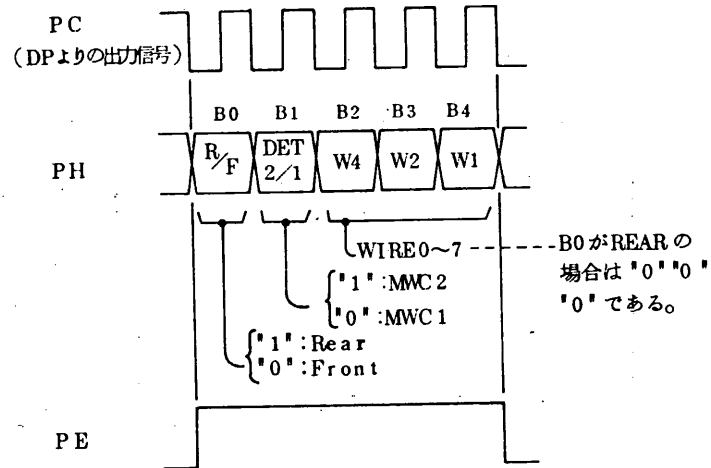 PC
(DPよりの出力信号)
B0 B1 B2 B3 B4
PH
R/F
DET 2/1
W4
W2
W1
WIRE0~7
B0がREARの
場合は"0""0"
"0"である。
"1":MWC2
"0":MWC1
"1":Rear
"0":Front
PE